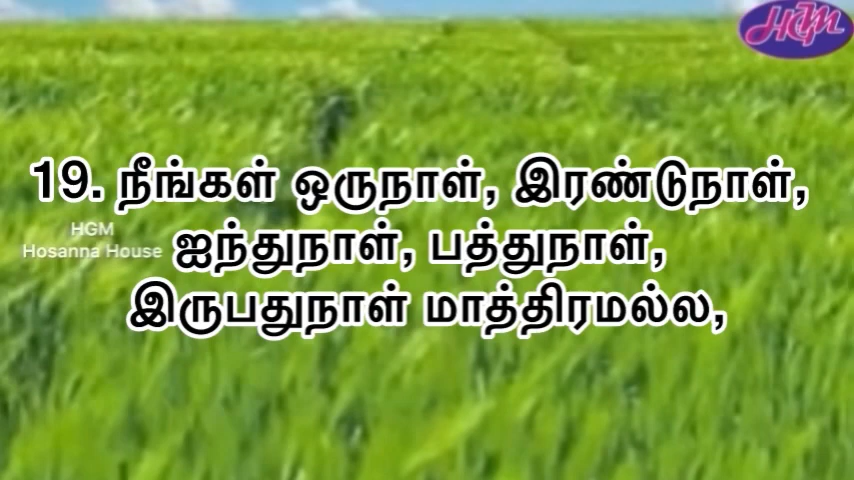 HGM
19. நீங்கள் ஒருநாள், இரண்டுநாள்,
HGM
Hosanna House
ஐந்துநாள், பத்துநாள்,
இருபதுநாள் மாத்திரமல்ல,